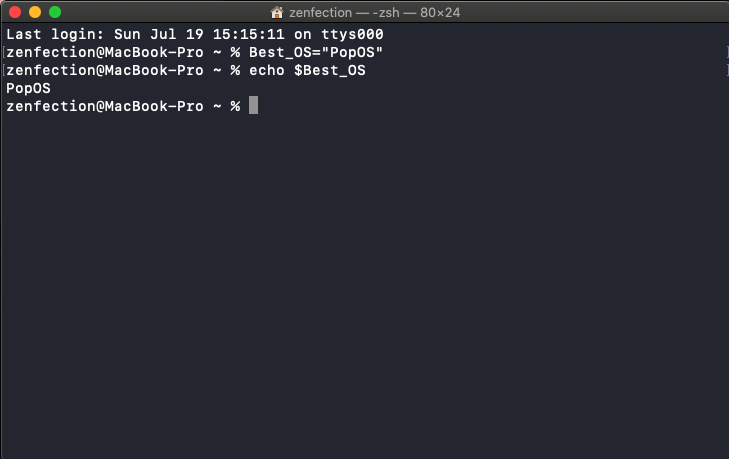 zenfection — -zsh — 80×24
Last login: Sun Jul 19 15:15:11 on ttys000
[zenfection@MacBook-Pro ~ % Best_OS="PopOS" ]
[zenfection@MacBook-Pro ~ % echo $Best_OS ]
PopOS
zenfection@MacBook-Pro ~ %